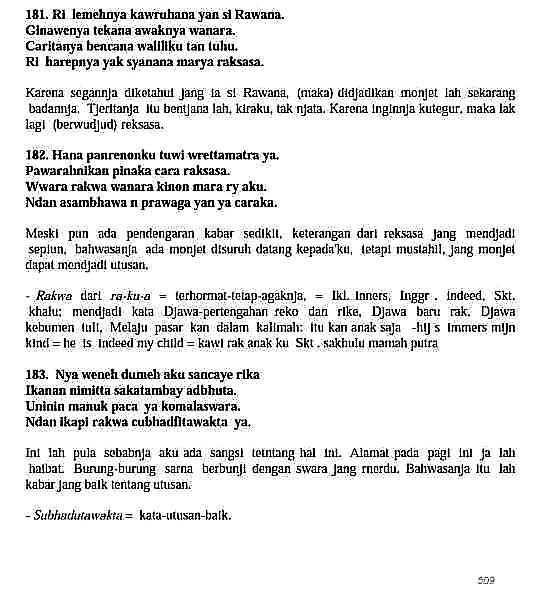 181. Ri lemehnya kawruhana yan si Rawana.
Ginawenya tekana awaknya wanara.
Caritanya bencana waliliku tan tuhu.
Ri harepnya yak syanana marya raksasa.
Karena segannja diketahui jang ia si Rawana, (maka) didjadikan monjet lah sekarang
badannja. Tjeritanja itu bentjana lah, kiraku, tak njata. Karena inginnja kutegur, maka lak
lagi (berwudjud) reksasa.
182. Hana panrenonku tuwi wrettamatra ya.
Pawarahnikan pinaka cara raksasa.
Wwara rakwa wanara kinon mara ry aku.
Ndan asambhawa n prawaga yan ya caraka.
Meski pun ada pendengaran kabar sedikit, keterangan dari reksasa jang mendjadi
sepiun, bahwasanja ada monjet disuruh datang kepada'ku, tetapi mustahil, jang monjet
dapat mendjadi utusan.
- Rakwa dari ra-ku-a = terhormat-tetap-agaknja, = lkl. inners, Inggr . indeed, Skt.
khalu; mendjadi kata Djawa-pertengahan reko dan rike, Djawa baru rak, Djawa
kebumen tuli, Melaju pasar kan dalam kalimah: itu kan anak saja -hij s immers mijn
kind = he is indeed my child = kawi rak anak ku Skt . sakhulu mamah putra
183. Nya weneh dumeh aku sancaye rika
Ikanan nimitta sakatambay adbhuta.
Uninin manuk paca ya komalaswara.
Ndan ikapi rakwa cubhadfitawakta ya.
Ini lah pula sebabnja aku ada sangsi teintang hal ini. Alamat pada pagi ini ja lah
haibat. Burung-burung sarna berbunji dengan swara jang rnerdu. Bahwasanja itu lah
kabar jang baik tentang utusan.
- Subhadutawakta = kata-utusan-baik.
509